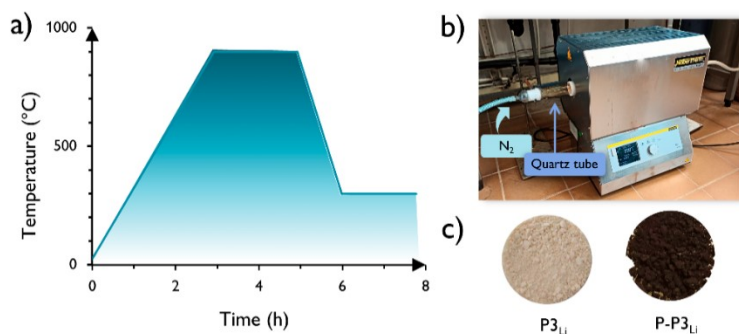 a)
1000
500
0
Temperature (°C)
0
2
4
6
8
Time (h)
b)
N2
Quartz tube
c)
P3Li
P-P3Li